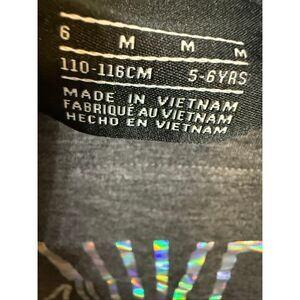 6 M M M
110-116CM 5-6YRS
MADE IN VIETNAM
FABRIQUÉ AU VIETNAM
HECHO EN VIETNAM